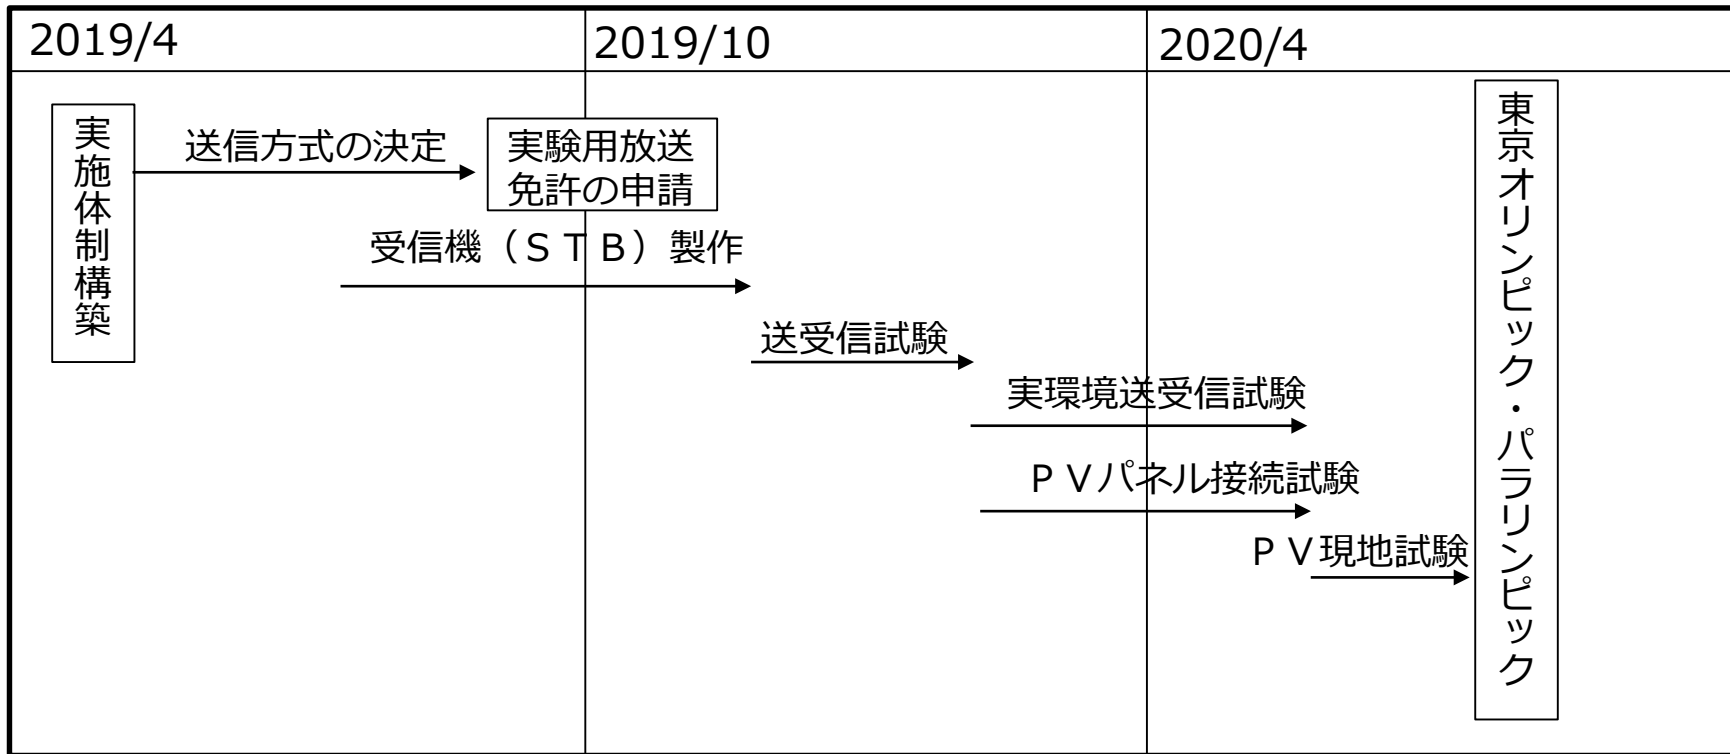 2019/4
2019/10
2020/4
実施体制構築
送信方式の決定
実験用放送
免許の申請
受信機（ＳＴＢ）製作
送受信試験
実環境送受信試験
ＰＶパネル接続試験
ＰＶ現地試験
東京オリンピック・パラリンピック